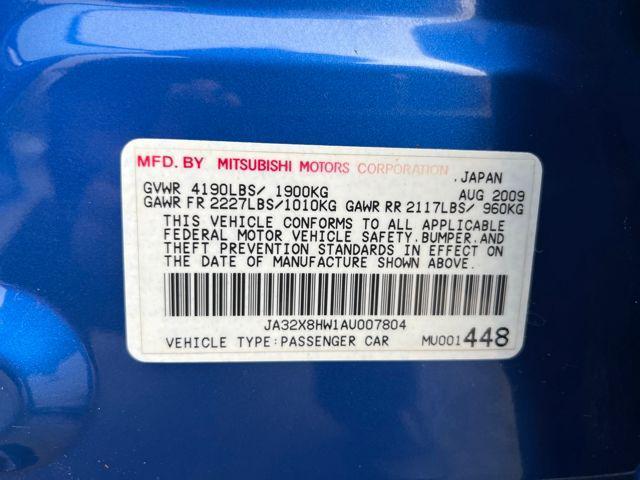 MFD. BY MITSUBISHI MOTORS CORPORATION
. JAPAN
GVWR 4190LBS/ 1900KG AUG 2009
GAWR FR 2227LBS/1010KG GAWR RR 2117LBS/ 960KG
THIS VEHICLE CONFORMS TO ALL APPLICABLE
FEDERAL MOTOR VEHICLE SAFETY.BUMPER.AND
THEFT PREVENTION STANDARDS IN EFFECT ON
THE DATE OF MANUFACTURE SHOWN ABOVE.
JA32X8HW1AU007804
VEHICLE TYPE:PASSENGER CAR MU001448